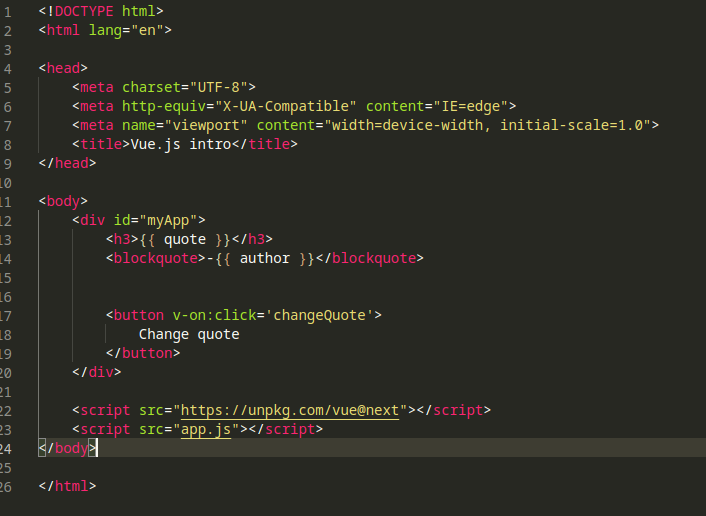 1 <!DOCTYPE html>
2 <html lang="en">
3
4 <head>
5 <meta charset="UTF-8">
6 <meta http-equiv="X-UA-Compatible" content="IE=edge">
7 <meta name="viewport" content="width=device-width, initial-scale=1.0">
8 <title>Vue.js intro</title>
9 </head>
10
11 <body>
12 <div id="myApp">
13 <h3>{{ quote }}</h3>
14 <blockquote>-{{ author }}</blockquote>
15
16
17 <button v-on:click='changeQuote'>
18 Change quote
19 </button>
20 </div>
21
22 <script src="https://unpkg.com/vue@next"></script>
23 <script src="app.js"></script>
24 </body>
25
26 </html>